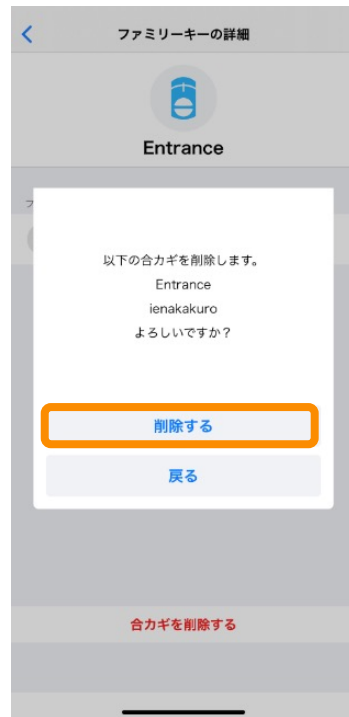 ファミリーキーの詳細
Entrance
フ
以下の合カギを削除します。
Entrance
ienakakuro
よろしいですか？
削除する
戻る
合カギを削除する